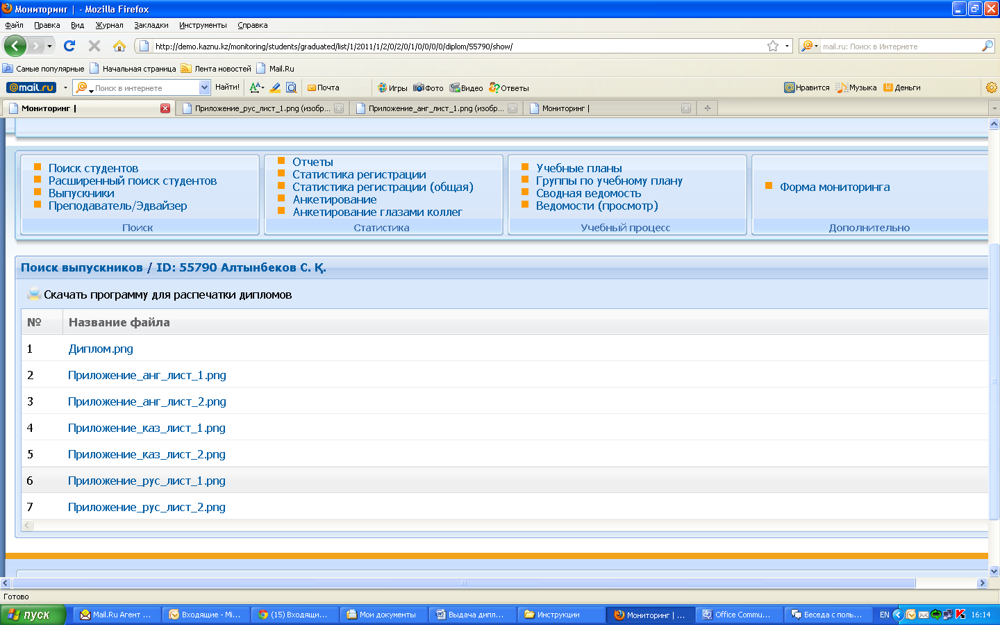 Мониторинг | - Mozilla Firefox
Файл Правка Вид Журнал Закладки Инструменты Справка
http://demo.kaznu.kz/monitoring/students/graduated/list/1/2011/1/2/0/2/0/1/0/0/0/0/diplom/55790/show/
mail.ru: Поиск в Интернете
Самые популярные Начальная страница Лента новостей Mail.Ru
@mail.ru Поиск в интернете Найти! Почта Игры Фото Видео Ответы Нравится Музыка Деньги
Мониторинг | Приложение_рус_лист_1.png (изобр... Приложение_анг_лист_1.png (изобр... Мониторинг |
Поиск студентов
Расширенный поиск студентов
Выпускники
Преподаватель/Эдвайзер
Поиск
Отчеты
Статистика регистрации
Статистика регистрации (общая)
Анкетирование
Анкетирование глазами коллег
Статистика
Учебные планы
Группы по учебному плану
Сводная ведомость
Ведомости (просмотр)
Учебный процесс
Форма мониторинга
Дополнительно
Поиск выпускников / ID: 55790 Алтынбеков С. Қ.
Скачать программу для распечатки дипломов
№ Название файла
1 Диплом.png
2 Приложение_анг_лист_1.png
3 Приложение_анг_лист_2.png
4 Приложение_каз_лист_1.png
5 Приложение_каз_лист_2.png
6 Приложение_рус_лист_1.png
7 Приложение_рус_лист_2.png
Готово
пуск Mail.Ru Агент ... Входящие - Mi... (15) Входящи... Мои документы Выдача дипл... Инструкции Мониторинг | ... Office Commu... Беседа с поль... EN 16:14